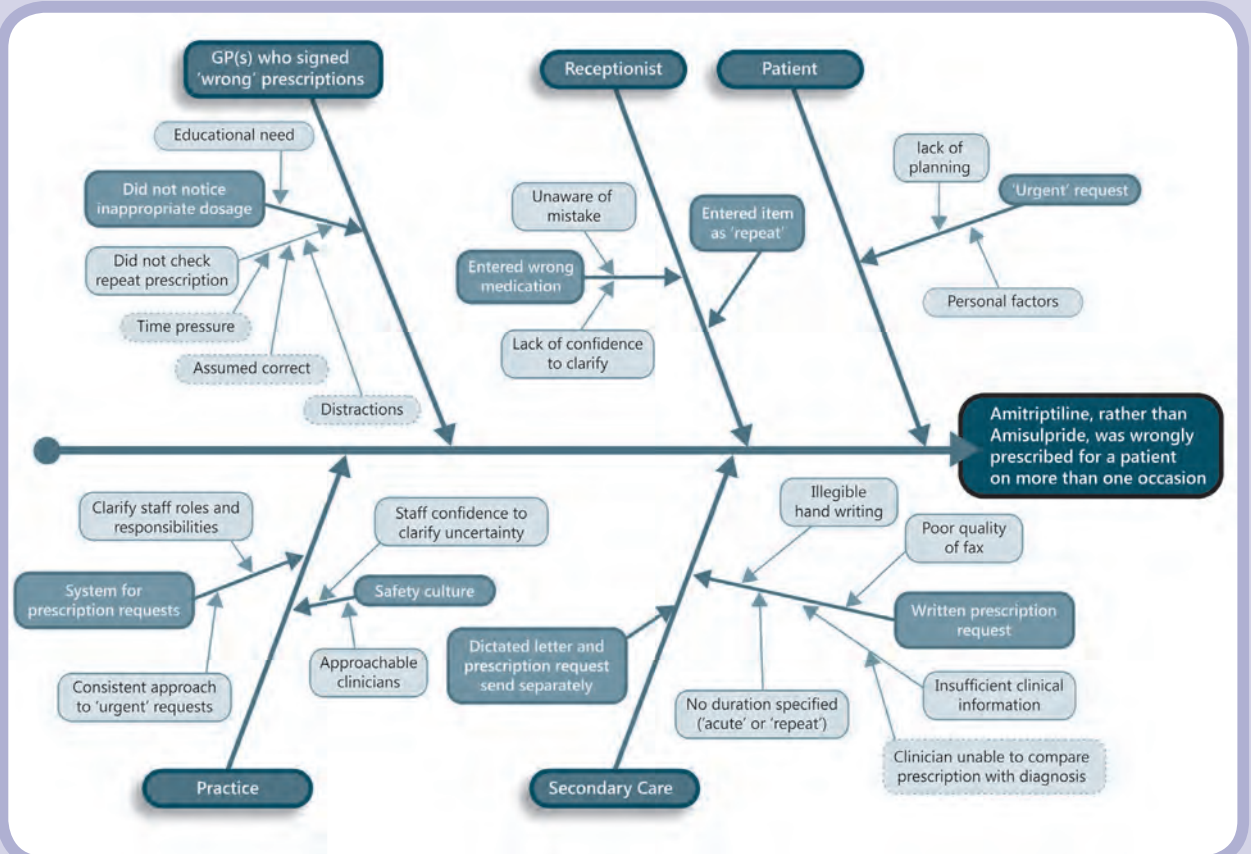 GP(s) who signed
'wrong' prescriptions
Receptionist
Patient
Educational need
Did not notice
inappropriate dosage
Did not check
repeat prescription
Time pressure
Assumed correct
Distractions
Unaware of
mistake
Entered item
as 'repeat'
Entered wrong
medication
Lack of confidence
to clarify
lack of
planning
'Urgent' request
Personal factors
Amitriptiline, rather than
Amisulpride, was wrongly
prescribed for a patient
on more than one occasion
Clarify staff roles and
responsibilities
Staff confidence to
clarify uncertainty
System for
prescription requests
Safety culture
Consistent approach
to 'urgent' requests
Approachable
clinicians
Practice
Illegible
hand writing
Poor quality
of fax
Written prescription
request
Dictated letter and
prescription request
send separately
No duration specified
('acute' or 'repeat')
Insufficient clinical
information
Clinician unable to compare
prescription with diagnosis
Secondary Care